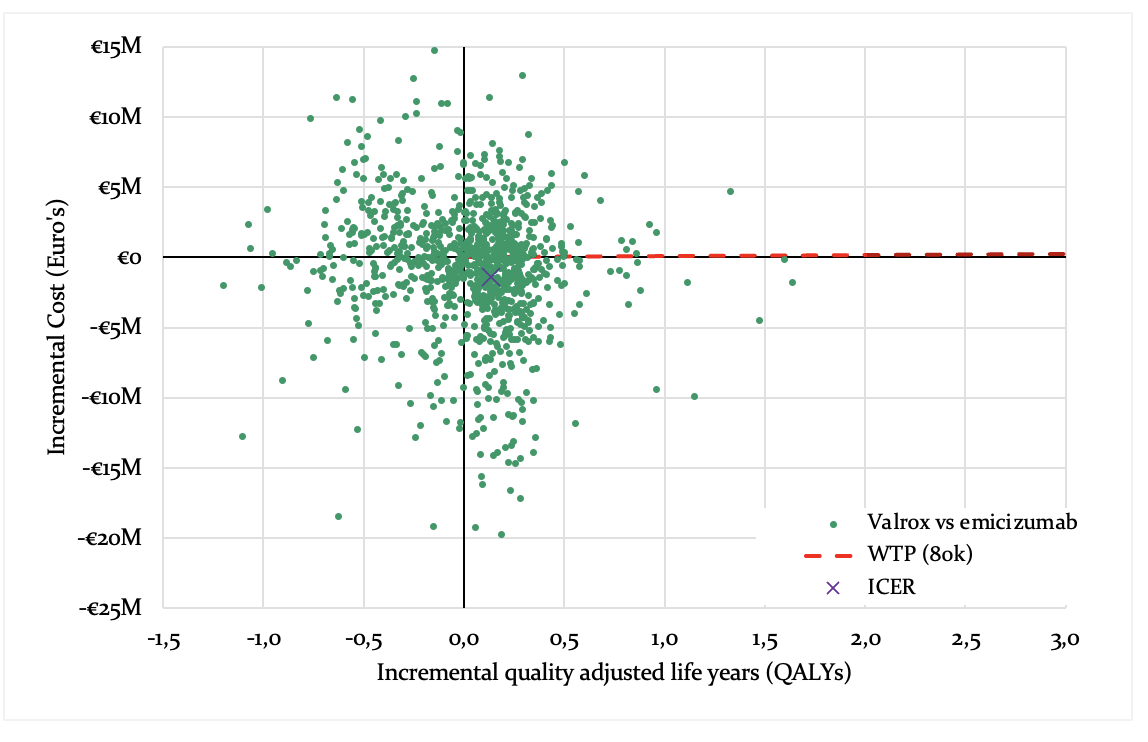 €15M
€10M
€5M
€0
-€5M
-€10M
-€15M
-€20M
-€25M
Incremental Cost (Euro's)
Valrox vs emicizumab
WTP (80k)
ICER
-1,5 -1,0 -0,5 0,0 0,5 1,0 1,5 2,0 2,5 3,0
Incremental quality adjusted life years (QALYs)